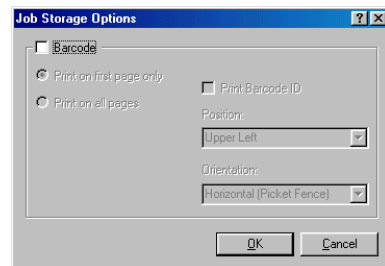 Job Storage Options
Barcode
Print on first page only
Print on all pages
Print Barcode ID
Position:
Upper Left
Orientation:
Horizontal (Picket Fence)
OK
Cancel